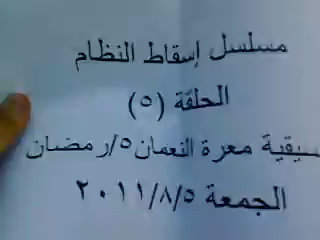 مسلسل إسقاط النظام
الحلقة (٥)
معرة النعمان ٥/رمضان
الجمعة ٢٠١١/٨/٥